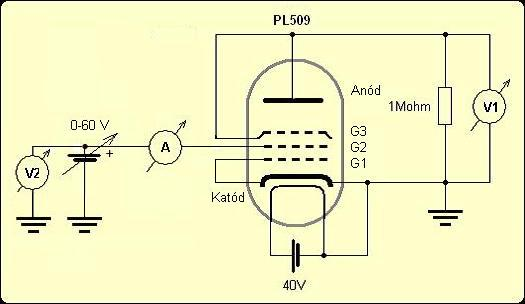 PL509
Anód
1Mohm
V1
0-60 V
+
A
G3
G2
G1
V2
Katód
40V